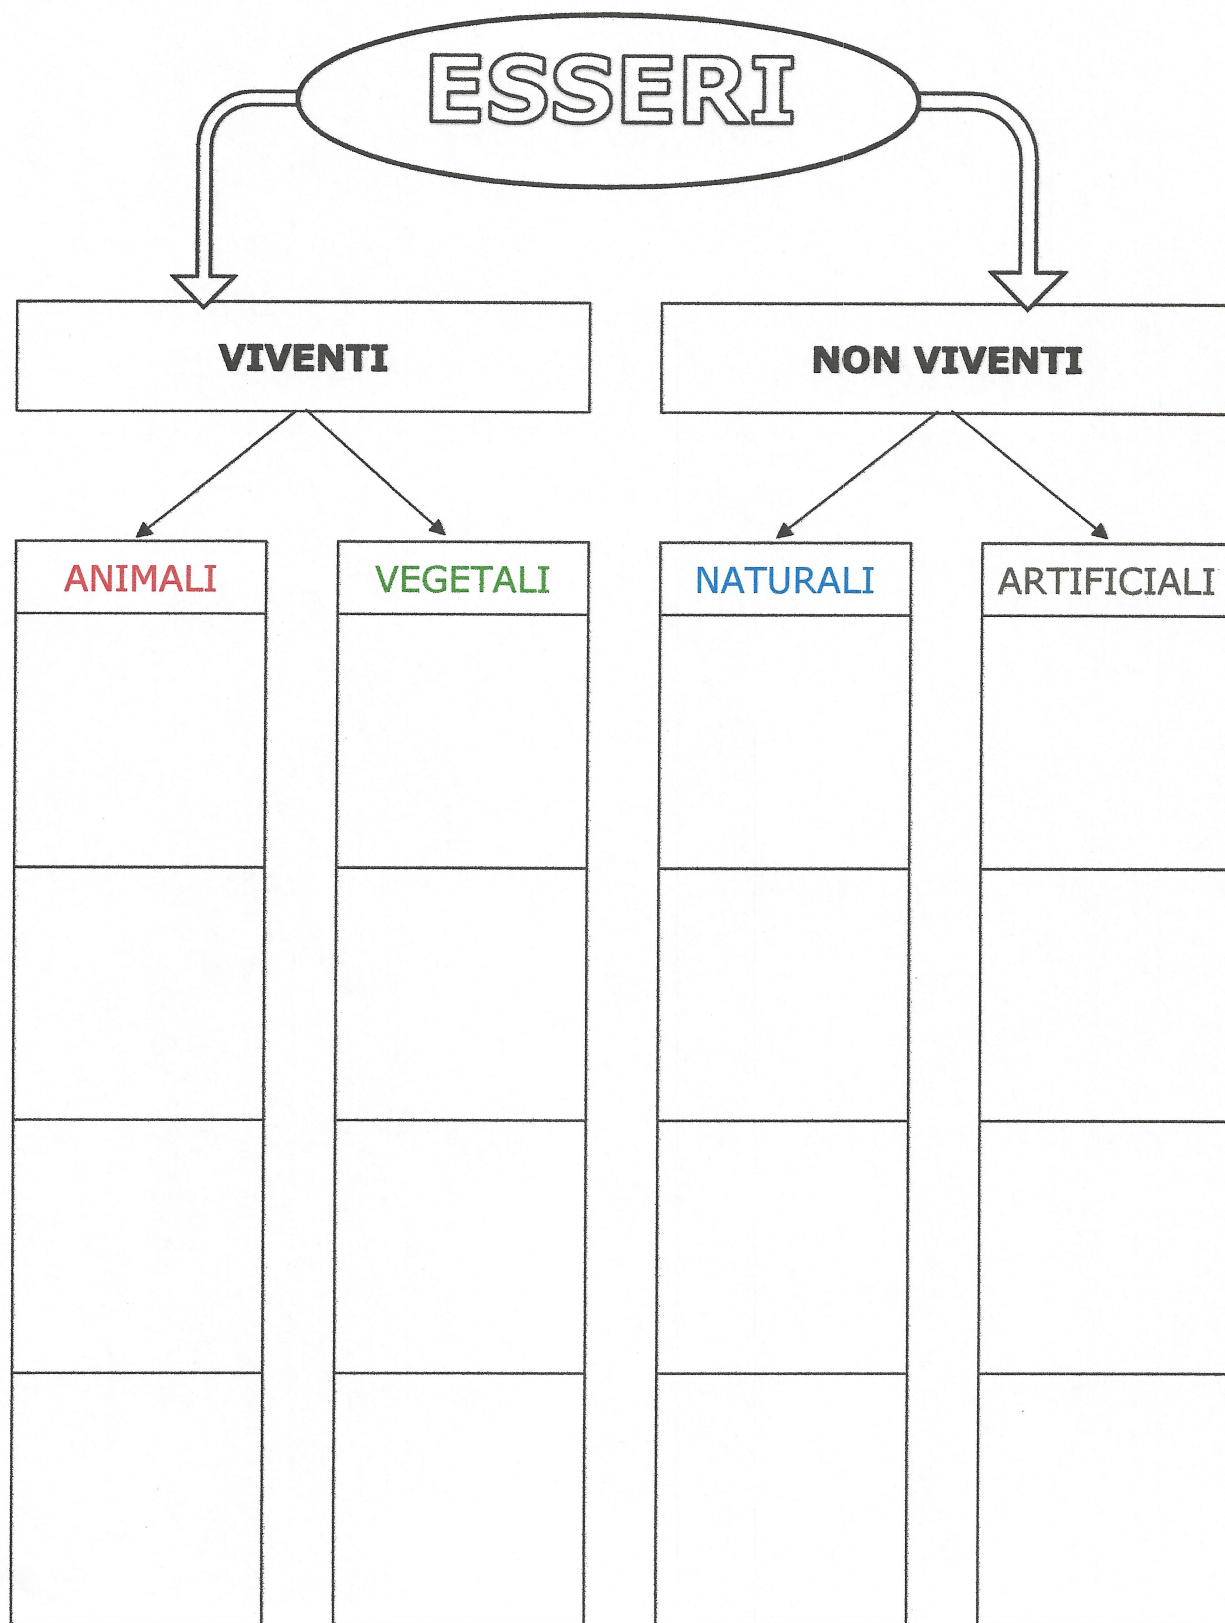 ESSERI
VIVENTI
NON VIVENTI
ANIMALI
VEGETALI
NATURALI
ARTIFICIALI